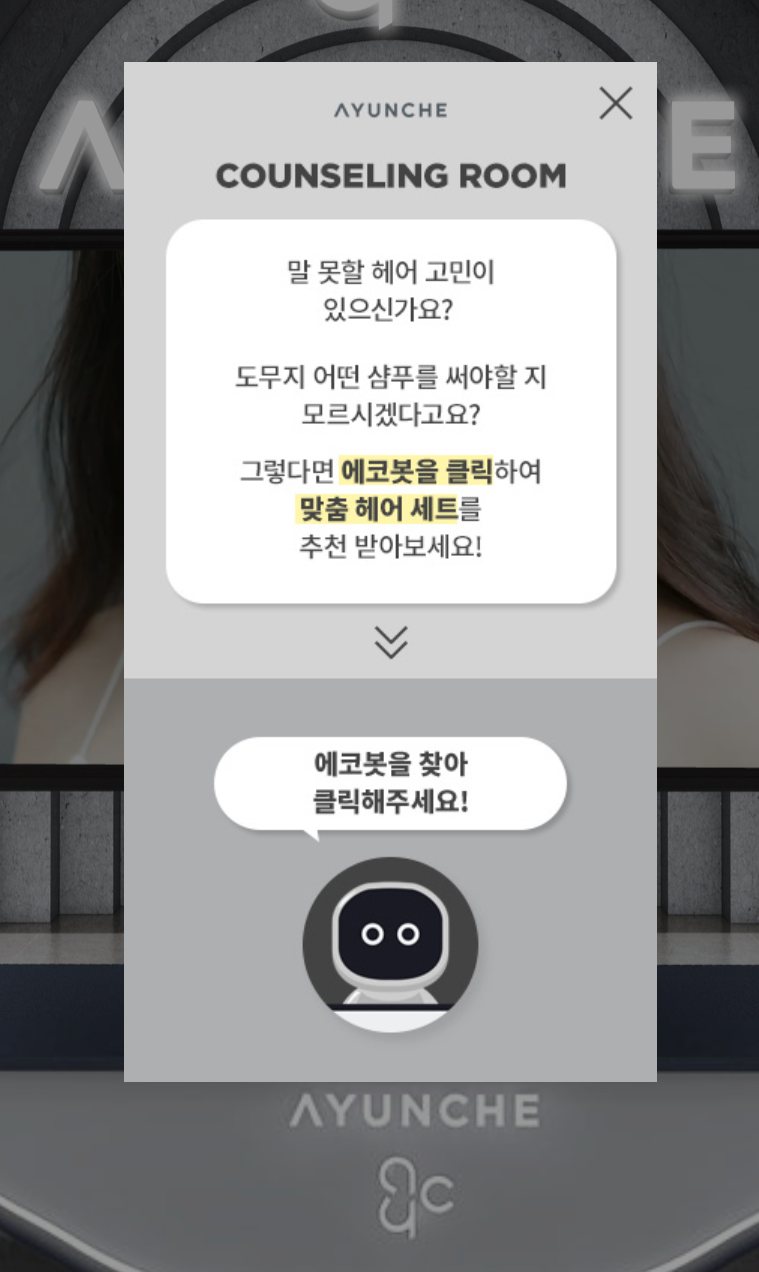 AYUNCHE
COUNSELING ROOM
말 못할 헤어 고민이
있으신가요?
도무지 어떤 샴푸를 써야할 지
모르시겠다고요?
그렇다면 에코봇을 클릭하여
맞춤 헤어 세트를
추천 받아보세요!
에코봇을 찾아
클릭해주세요!
AYUNCHE